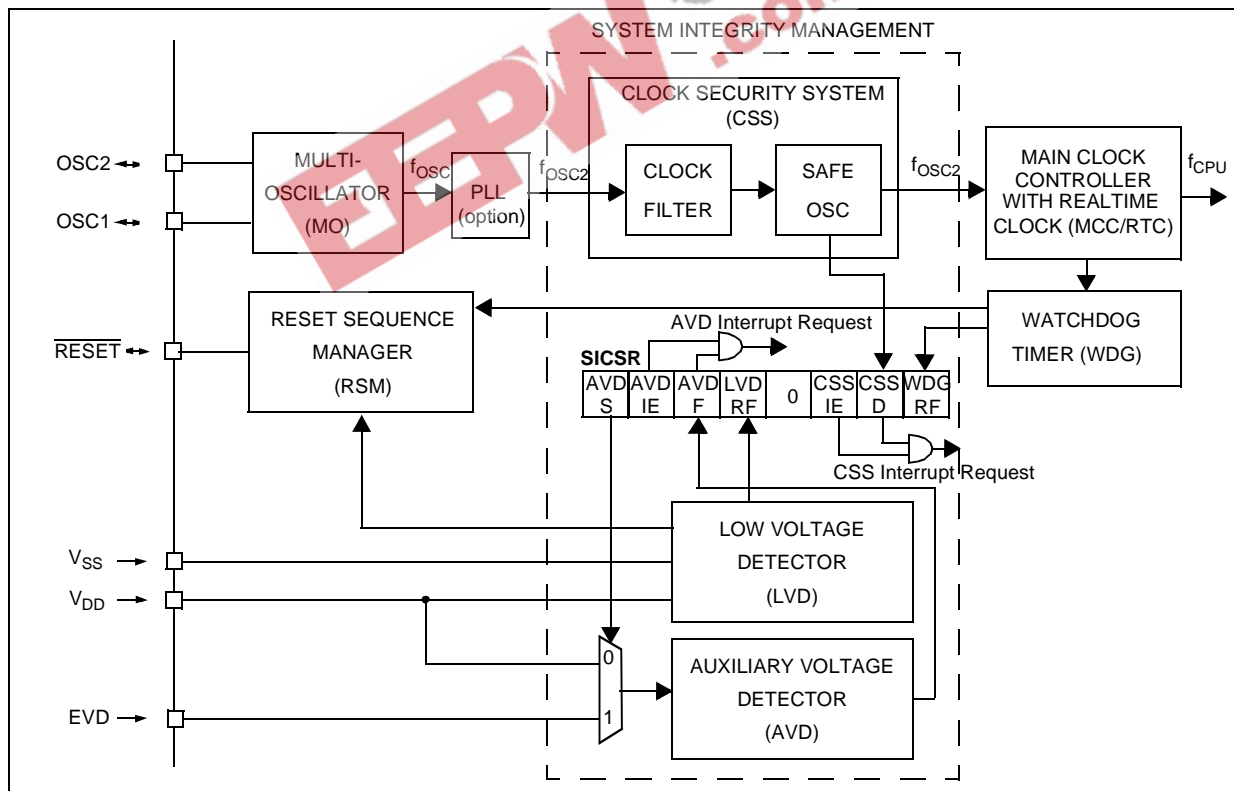 SYSTEM INTEGRITY MANAGEMENT
EEPW.com
CLOCK SECURITY SYSTEM
(CSS)
OSC2
OSC1
MULTI-
OSCILLATOR
(MO)
fOSC
PLL
(option)
fOSC2
CLOCK
FILTER
SAFE
OSC
fOSC2
MAIN CLOCK
CONTROLLER
WITH REALTIME
CLOCK (MCC/RTC)
fCPU
RESET
RESET SEQUENCE
MANAGER
(RSM)
AVD Interrupt Request
WATCHDOG
TIMER (WDG)
SICSR
AVD AVD AVD LVD 0 CSS CSS WDG
S IE F RF IE D RF
CSS Interrupt Request
VSS
VDD
LOW VOLTAGE
DETECTOR
(LVD)
0
1
EVD
AUXILIARY VOLTAGE
DETECTOR
(AVD)